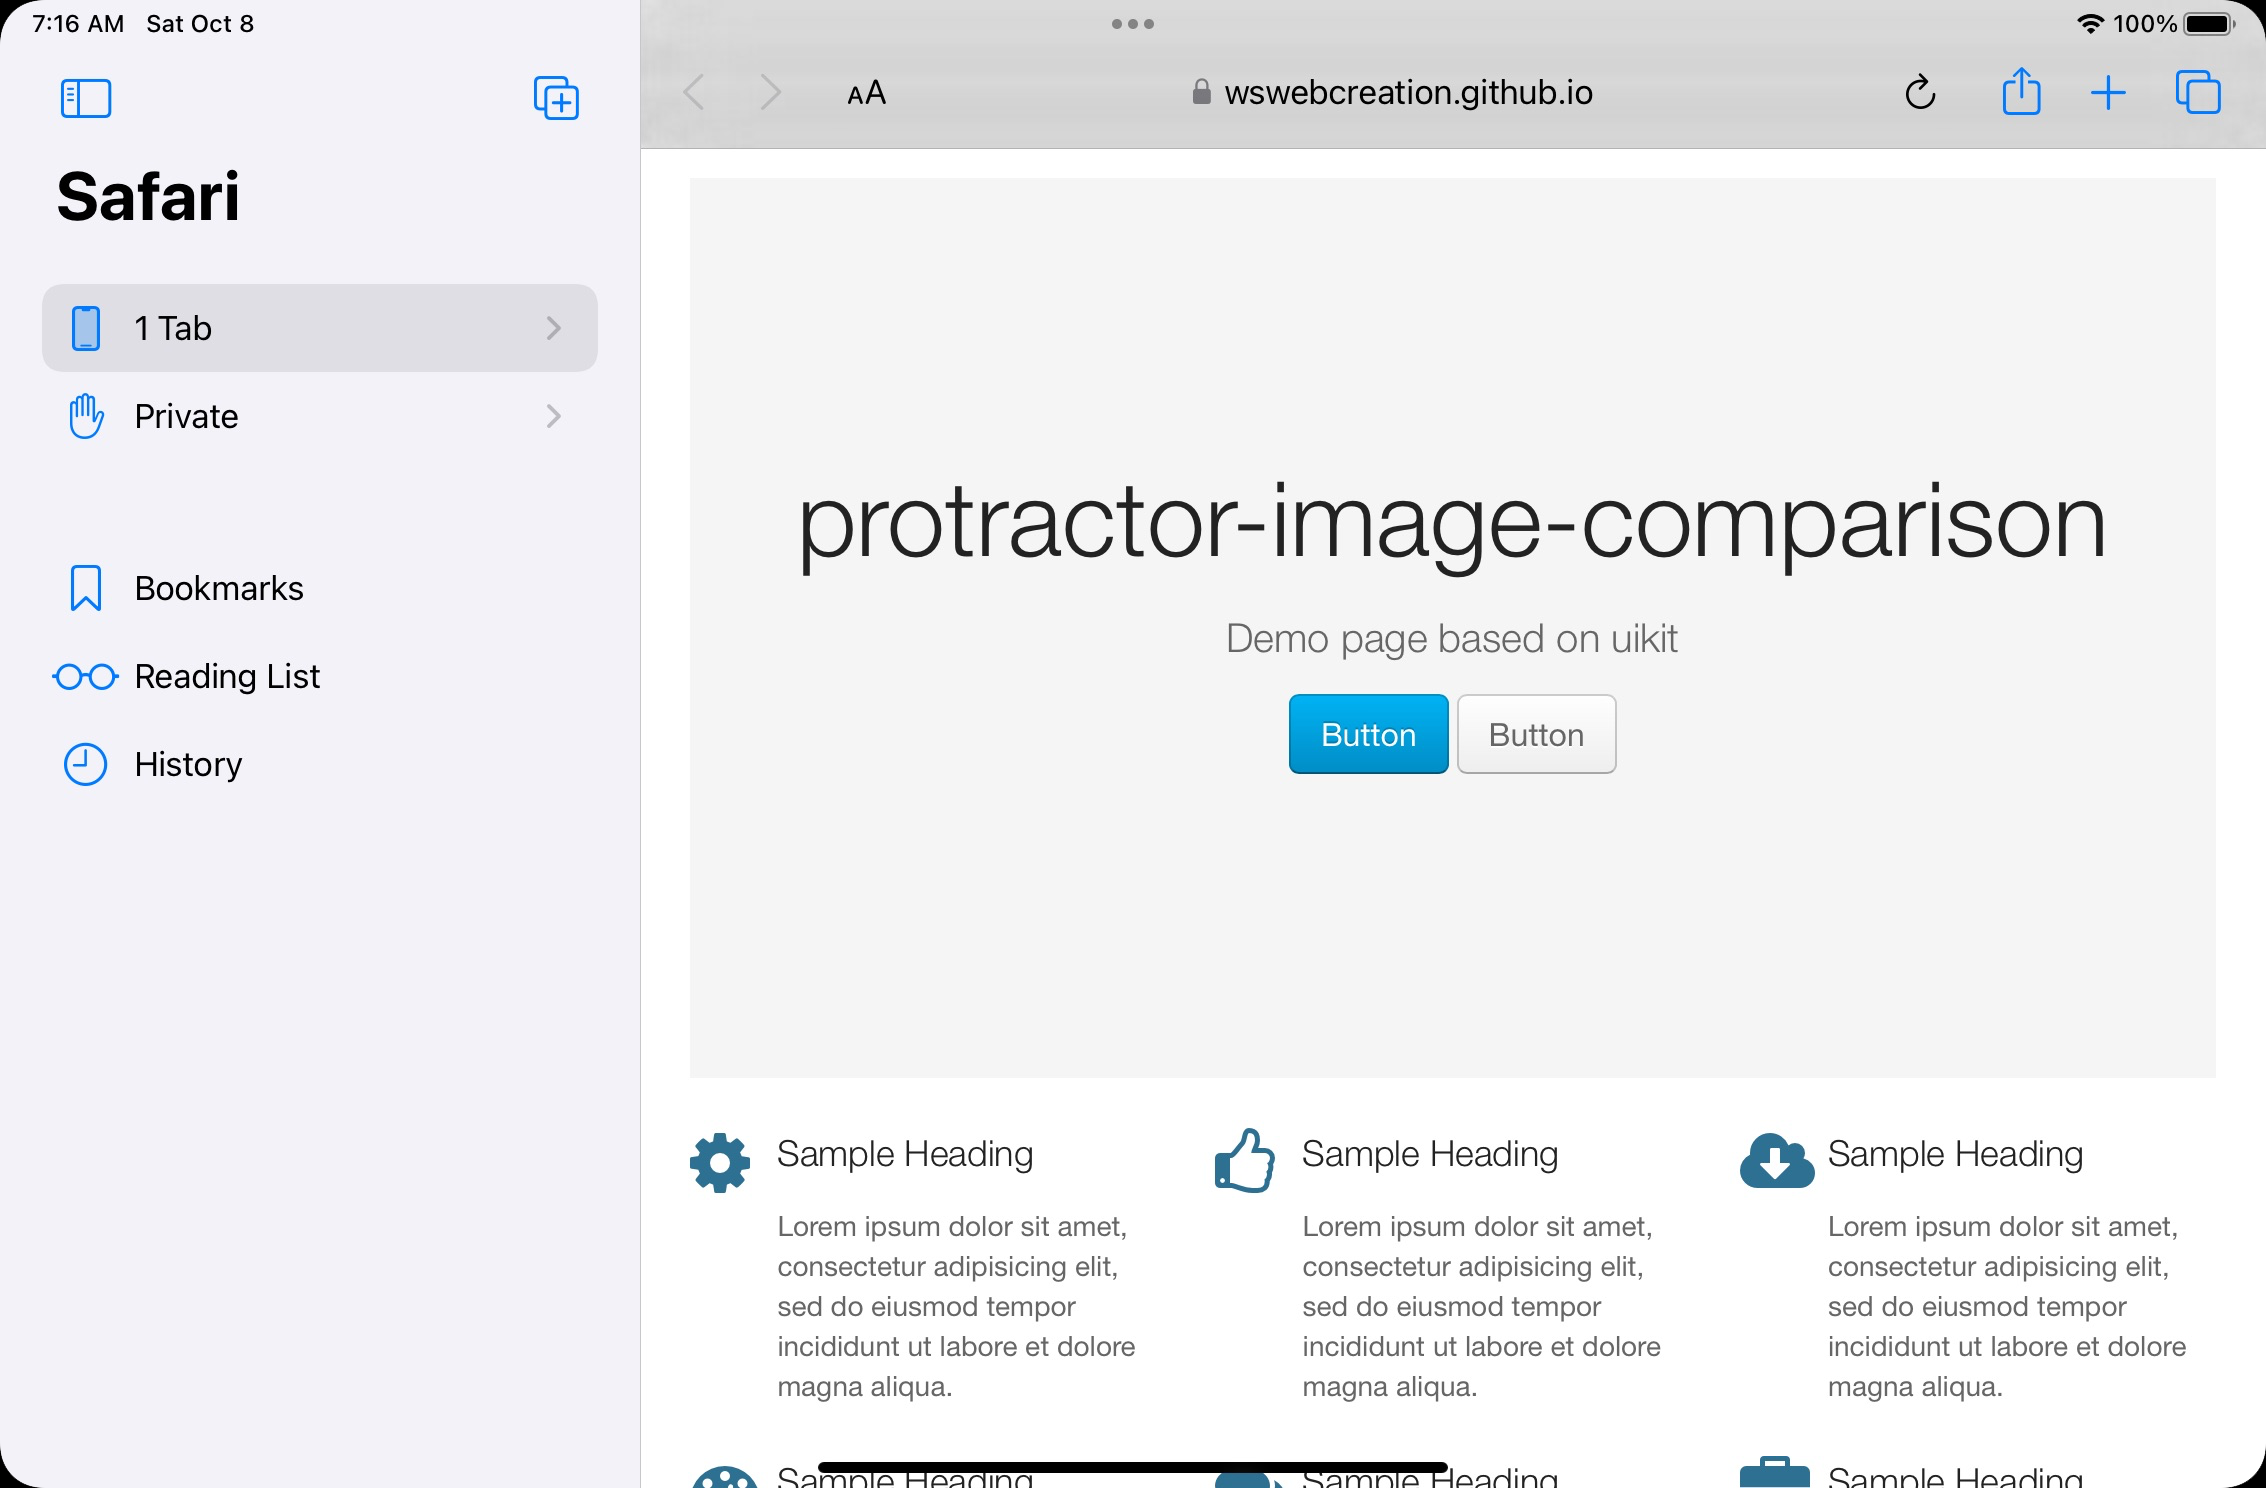 7:16 AM Sat Oct 8
100%
Safari
1 Tab
Private
Bookmarks
Reading List
History
AA
wswebcreation.github.io
protractor-image-comparison
Demo page based on uikit
Button Button
Sample Heading
Lorem ipsum dolor sit amet,
consectetur adipisicing elit,
sed do eiusmod tempor
incididunt ut labore et dolore
magna aliqua.
Sample Heading
Lorem ipsum dolor sit amet,
consectetur adipisicing elit,
sed do eiusmod tempor
incididunt ut labore et dolore
magna aliqua.
Sample Heading
Lorem ipsum dolor sit amet,
consectetur adipisicing elit,
sed do eiusmod tempor
incididunt ut labore et dolore
magna aliqua.
Sample Heading
Sample Heading
Sample Heading